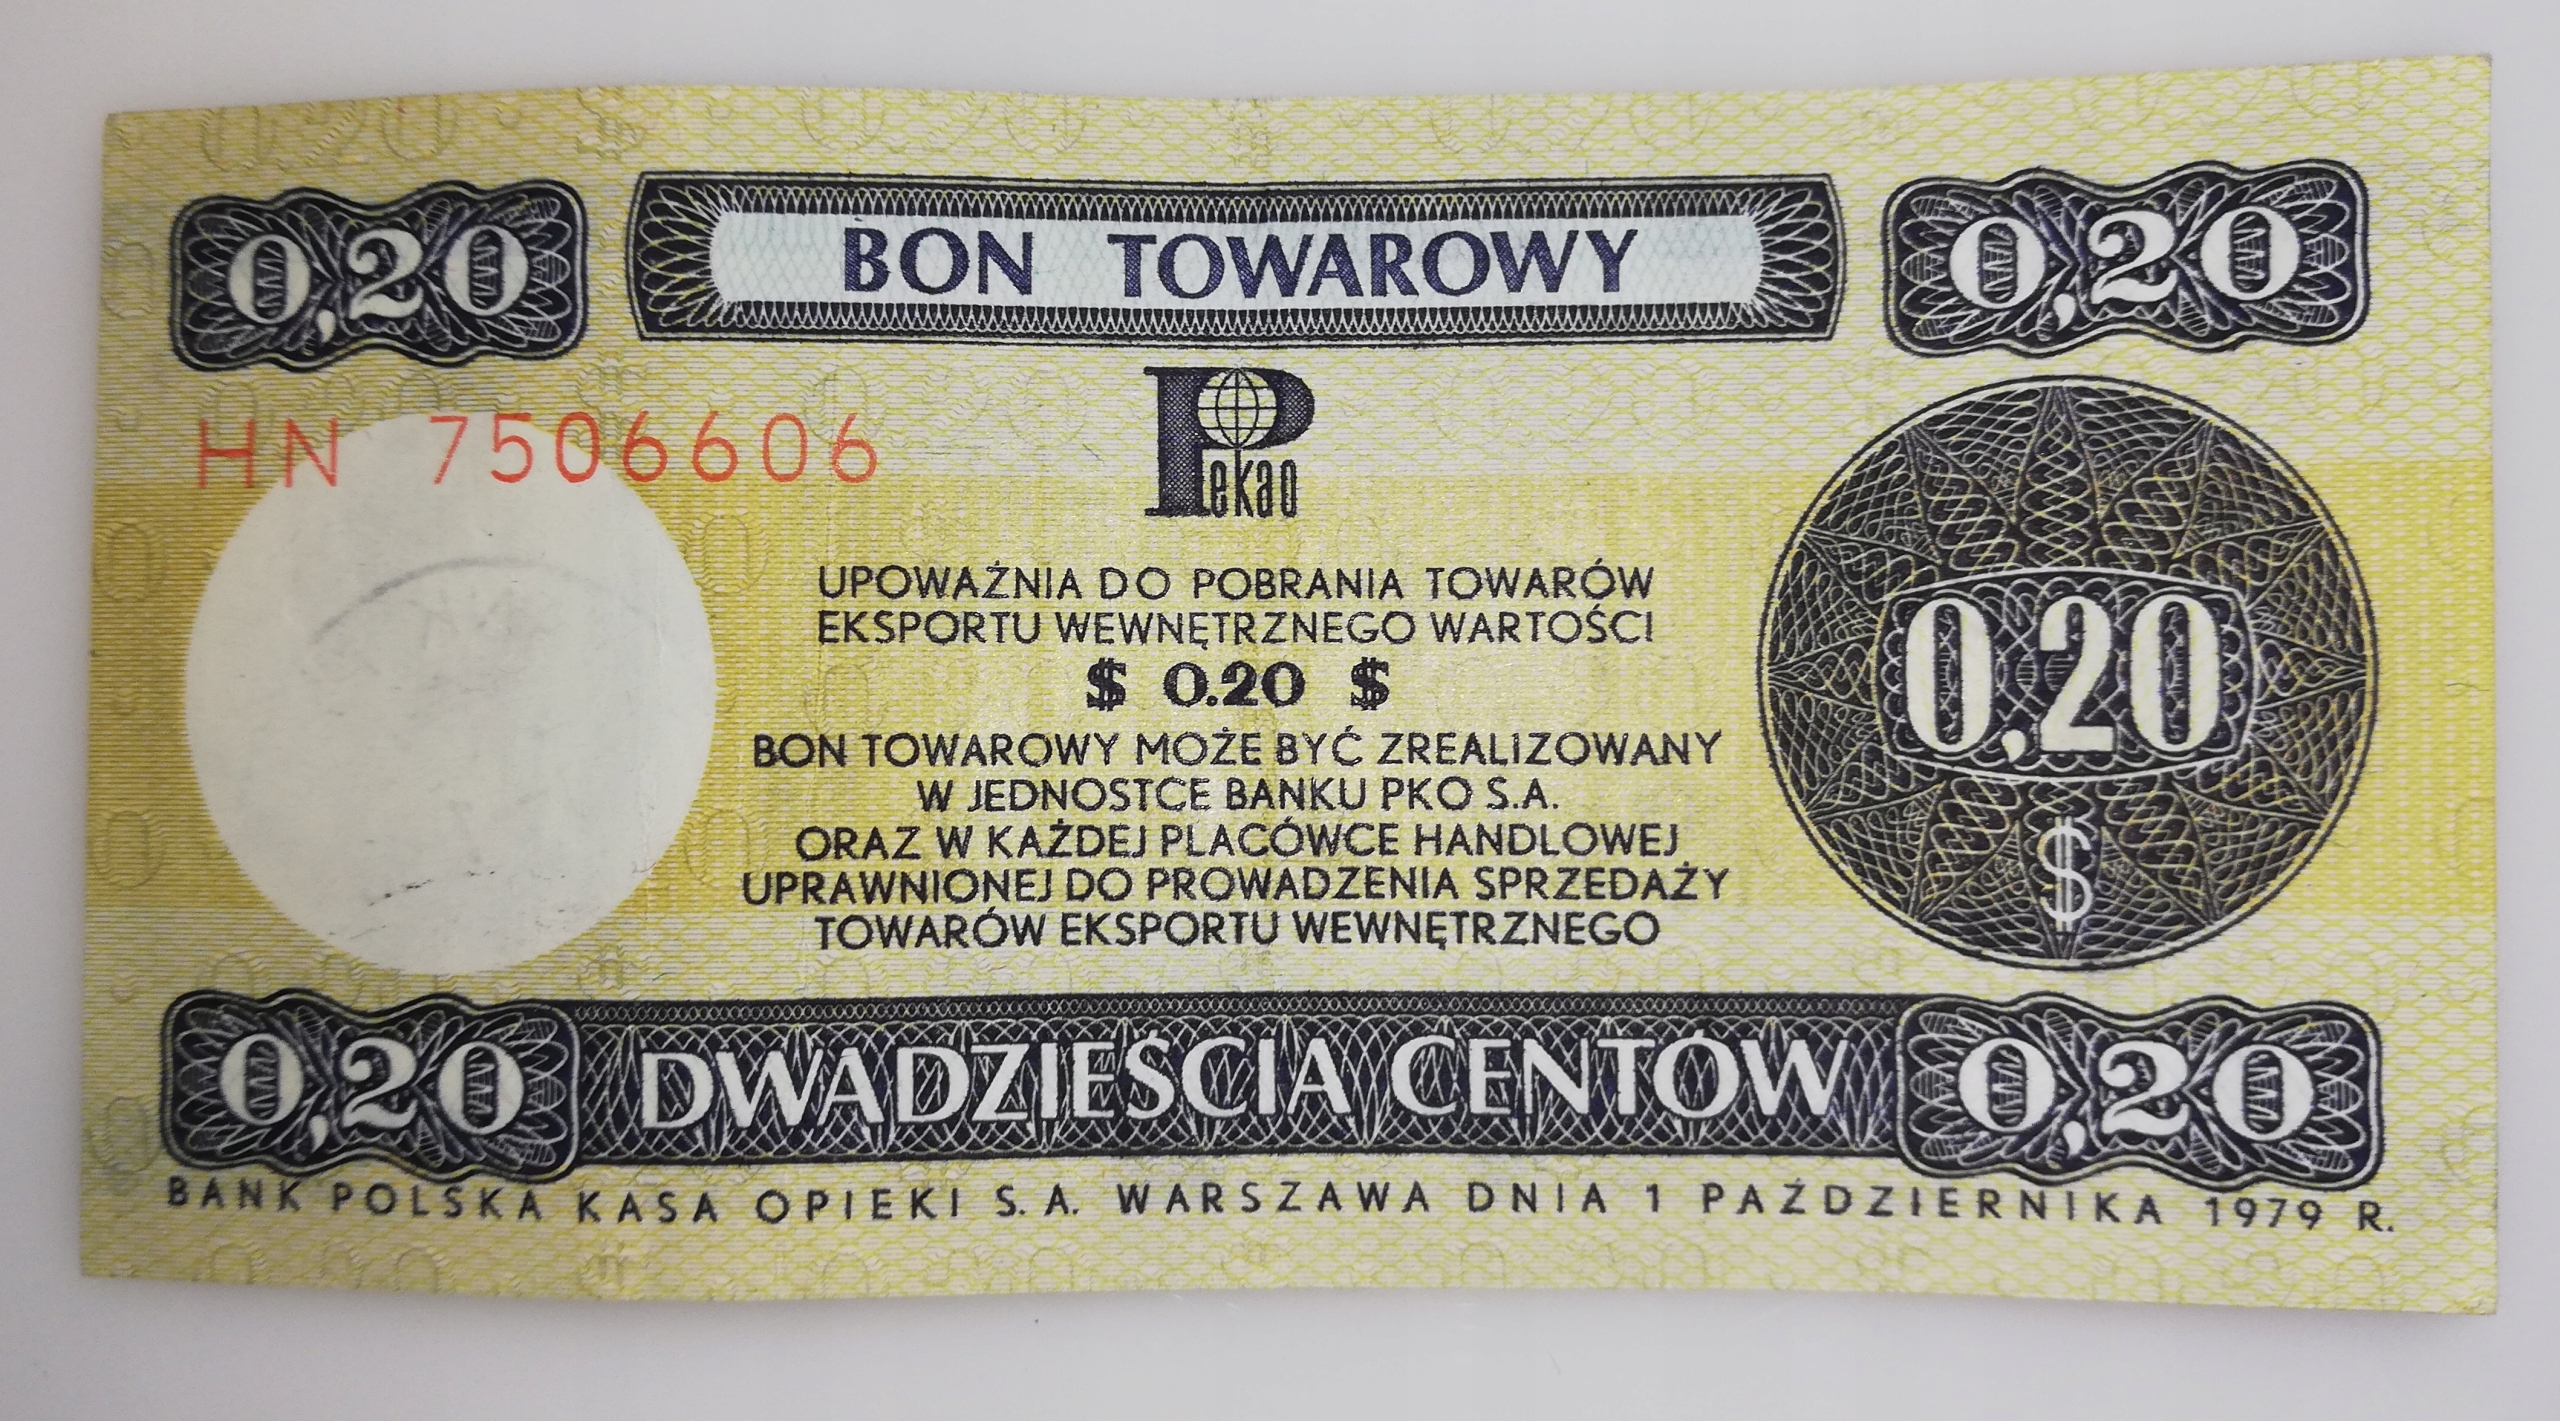 0,20 BON TOWAROWY 0,20
HN 7506606
Pekao
UPOWAŻNIA DO POBRANIA TOWARÓW
EKSPORTU WEWNĘTRZNEGO WARTOŚCI
$ 0.20 $
BON TOWAROWY MOŻE BYĆ ZREALIZOWANY
W JEDNOSTCE BANKU PKO S.A.
ORAZ W KAŻDEJ PLACÓWCE HANDLOWEJ
UPRAWNIONEJ DO PROWADZENIA SPRZEDAŻY
TOWARÓW EKSPORTU WEWNĘTRZNEGO
0,20
$
0,20 DWADZIEŚCIA CENTÓW 0,20
BANK POLSKA KASA OPIEKI S.A. WARSZAWA DNIA 1 PAŹDZIERNIKA 1979 R.